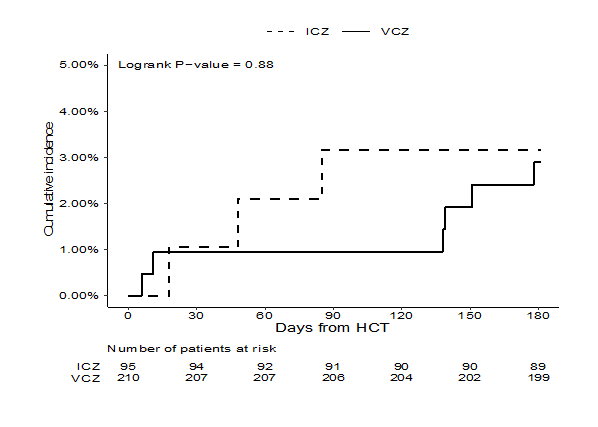 ICZ VCZ
Logrank P-value = 0.88
5.00%
4.00%
3.00%
2.00%
1.00%
0.00%
Cumulative incidence
0 30 60 90 120 150 180
Days from HCT
Number of patients at risk
ICZ 95 94 92 91 90 90 89
VCZ 210 207 207 206 204 202 199